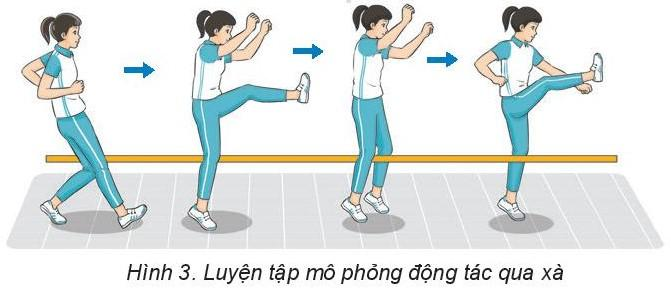 Hình 3. Luyện tập mô phỏng động tác qua xà